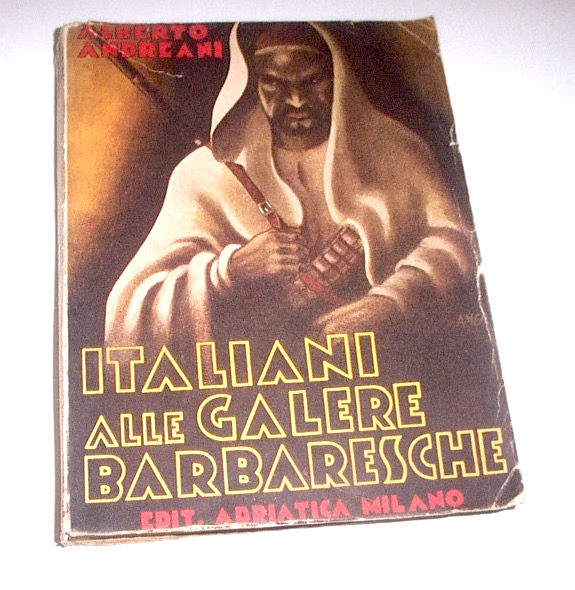 ALBERTO
ANDREANI
ITALIANI
ALLE GALERE
BARBARESCHE
EDIT. ADRIATICA MILANO